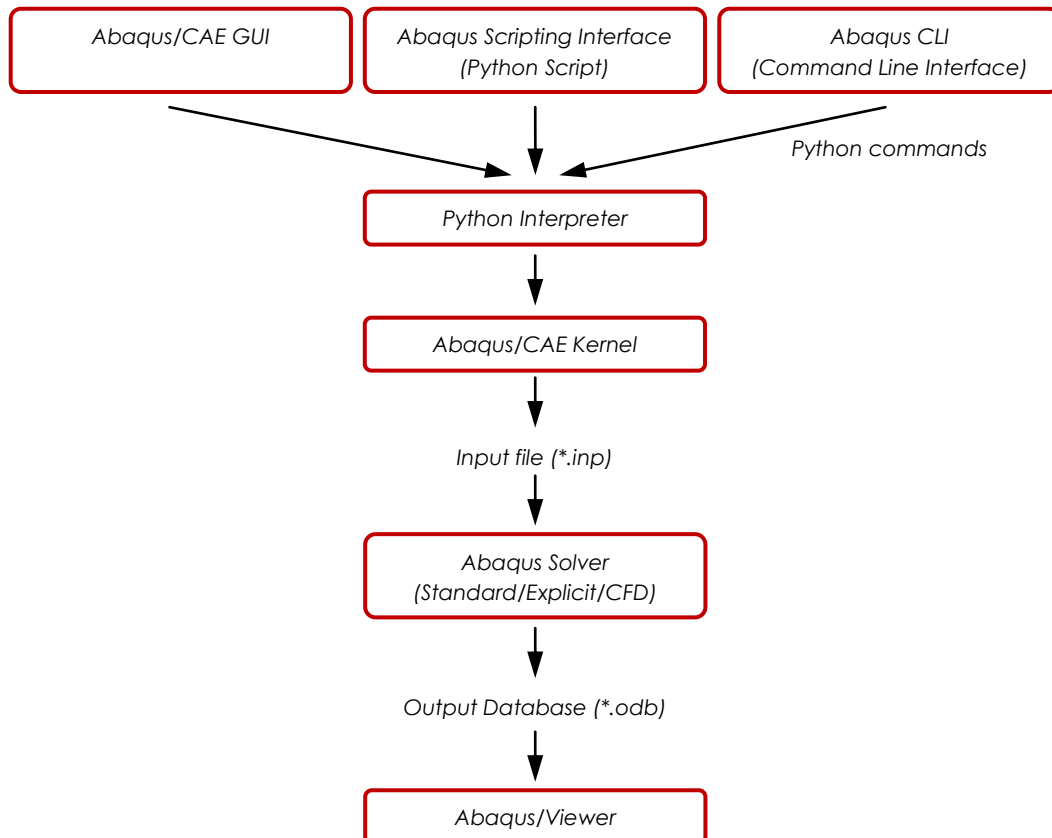 Abaqus/CAE GUI
Abaqus Scripting Interface
(Python Script)
Abaqus CLI
(Command Line Interface)
Python commands
Python Interpreter
Abaqus/CAE Kernel
Input file (*.inp)
Abaqus Solver
(Standard/Explicit/CFD)
Output Database (*.odb)
Abaqus/Viewer